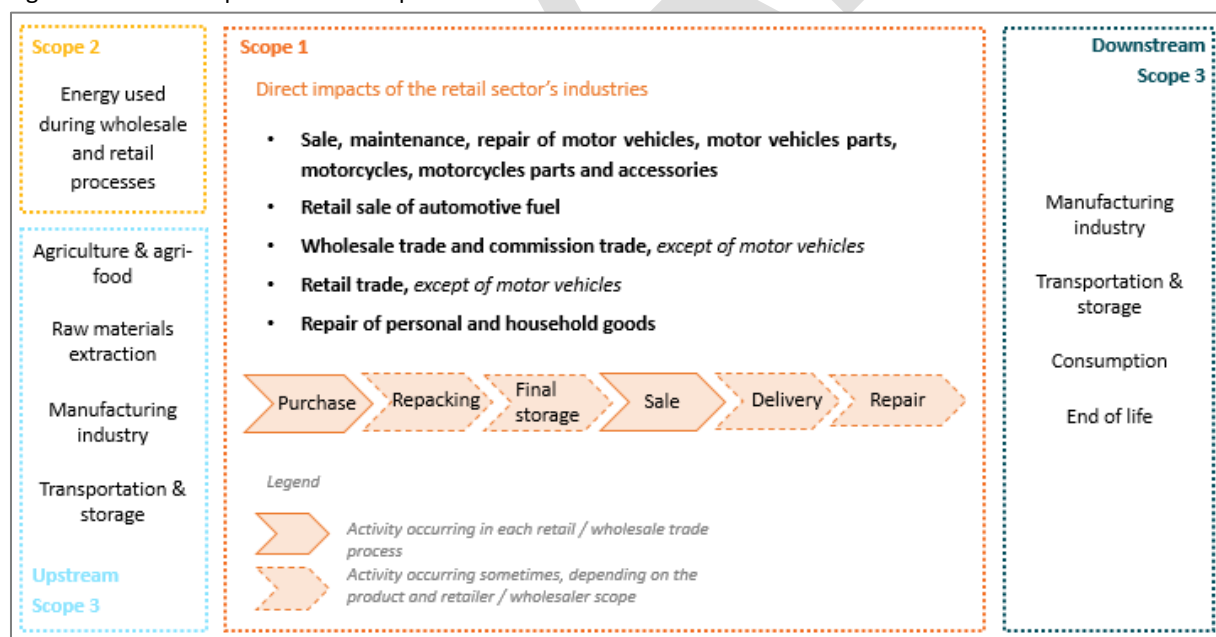 Scope 2
Energy used
during wholesale
and retail
processes
Agriculture & agri-
food
Raw materials
extraction
Manufacturing
industry
Transportation &
storage
Upstream
Scope 3
Scope 1
Direct impacts of the retail sector's industries
• Sale, maintenance, repair of motor vehicles, motor vehicles parts,
motorcycles, motorcycles parts and accessories
• Retail sale of automotive fuel
• Wholesale trade and commission trade, except of motor vehicles
• Retail trade, except of motor vehicles
• Repair of personal and household goods
Purchase
Repacking
Final
storage
Sale
Delivery
Repair
Legend
Activity occurring in each retail / wholesale trade
process
Activity occurring sometimes, depending on the
product and retailer / wholesaler scope
Downstream
Scope 3
Manufacturing
industry
Transportation &
storage
Consumption
End of life